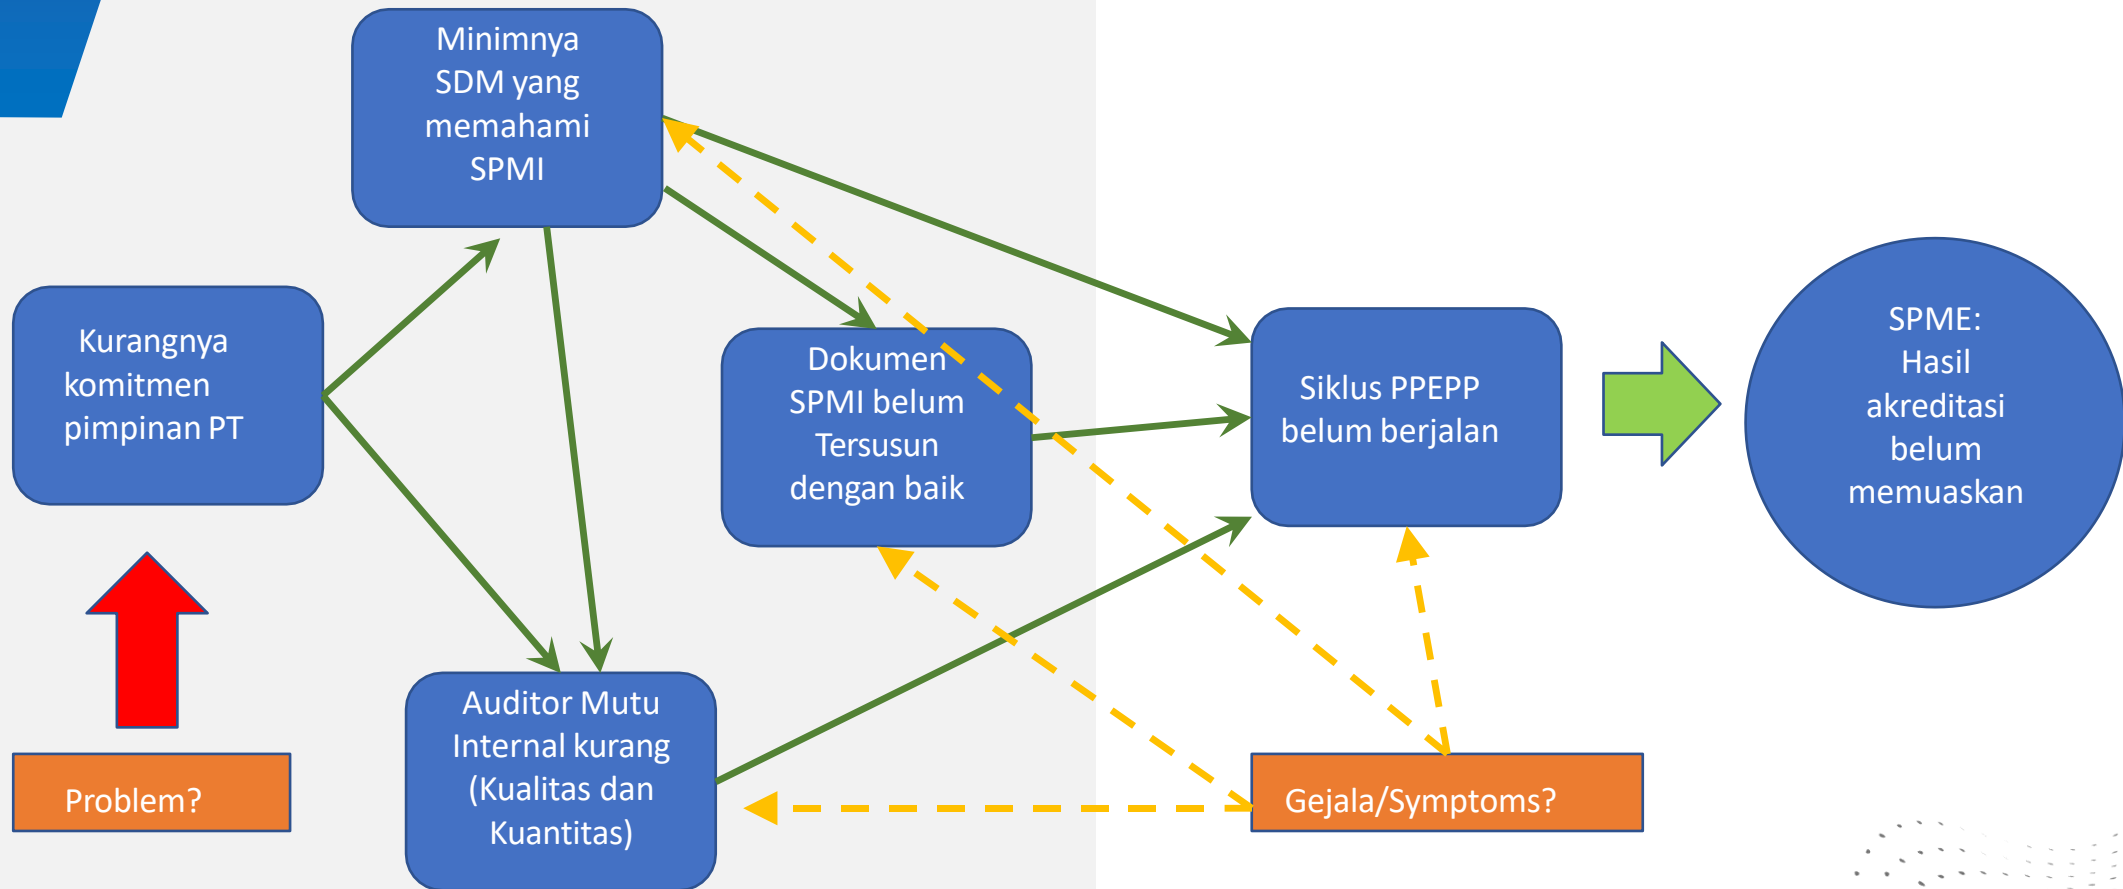 Minimnya
SDM yang
memahami
SPMI
Kurangnya
komitmen
pimpinan PT
Dokumen
SPMI belum
Tersusun
dengan baik
Siklus PPEPP
belum berjalan
SPME:
Hasil
akreditasi
belum
memuaskan
Auditor Mutu
Internal kurang
(Kualitas dan
Kuantitas)
Problem?
Gejala/Symptoms?